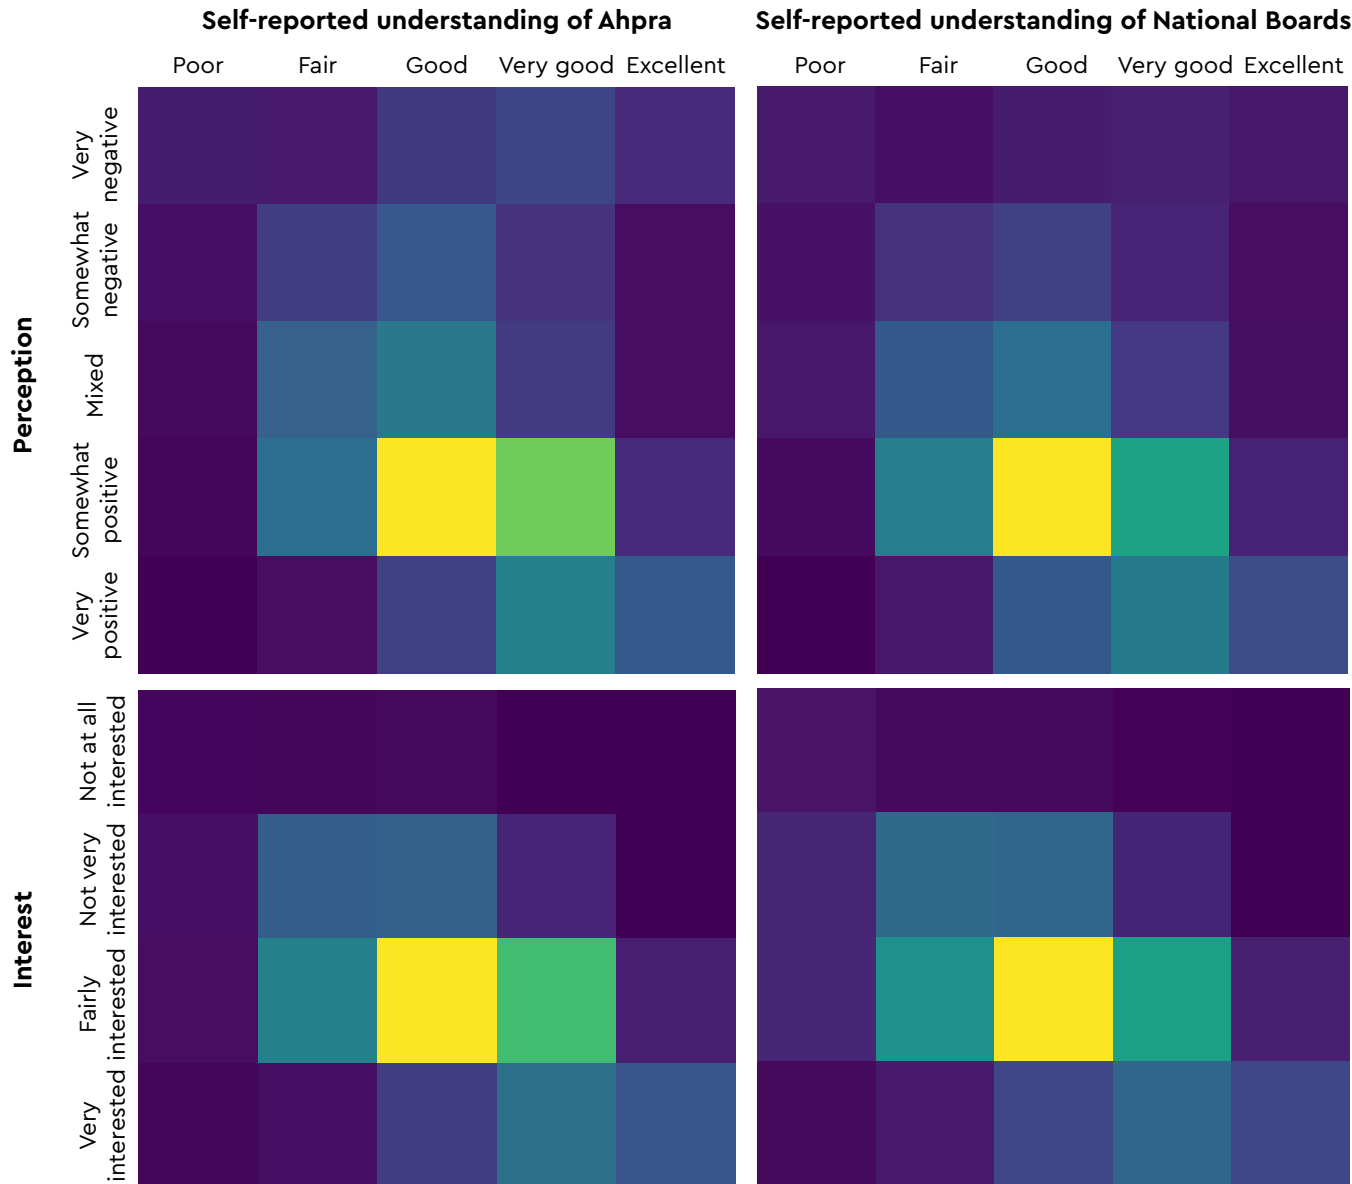 Self-reported understanding of Ahpra
Self-reported understanding of National Boards
Poor Fair Good Very good Excellent
Poor Fair Good Very good Excellent
Perception
Very
negative
Somewhat
negative
Mixed
Somewhat
positive
Very
positive
Interest
Not at all
interested
Not very
interested
Fairly
interested
Very
interested